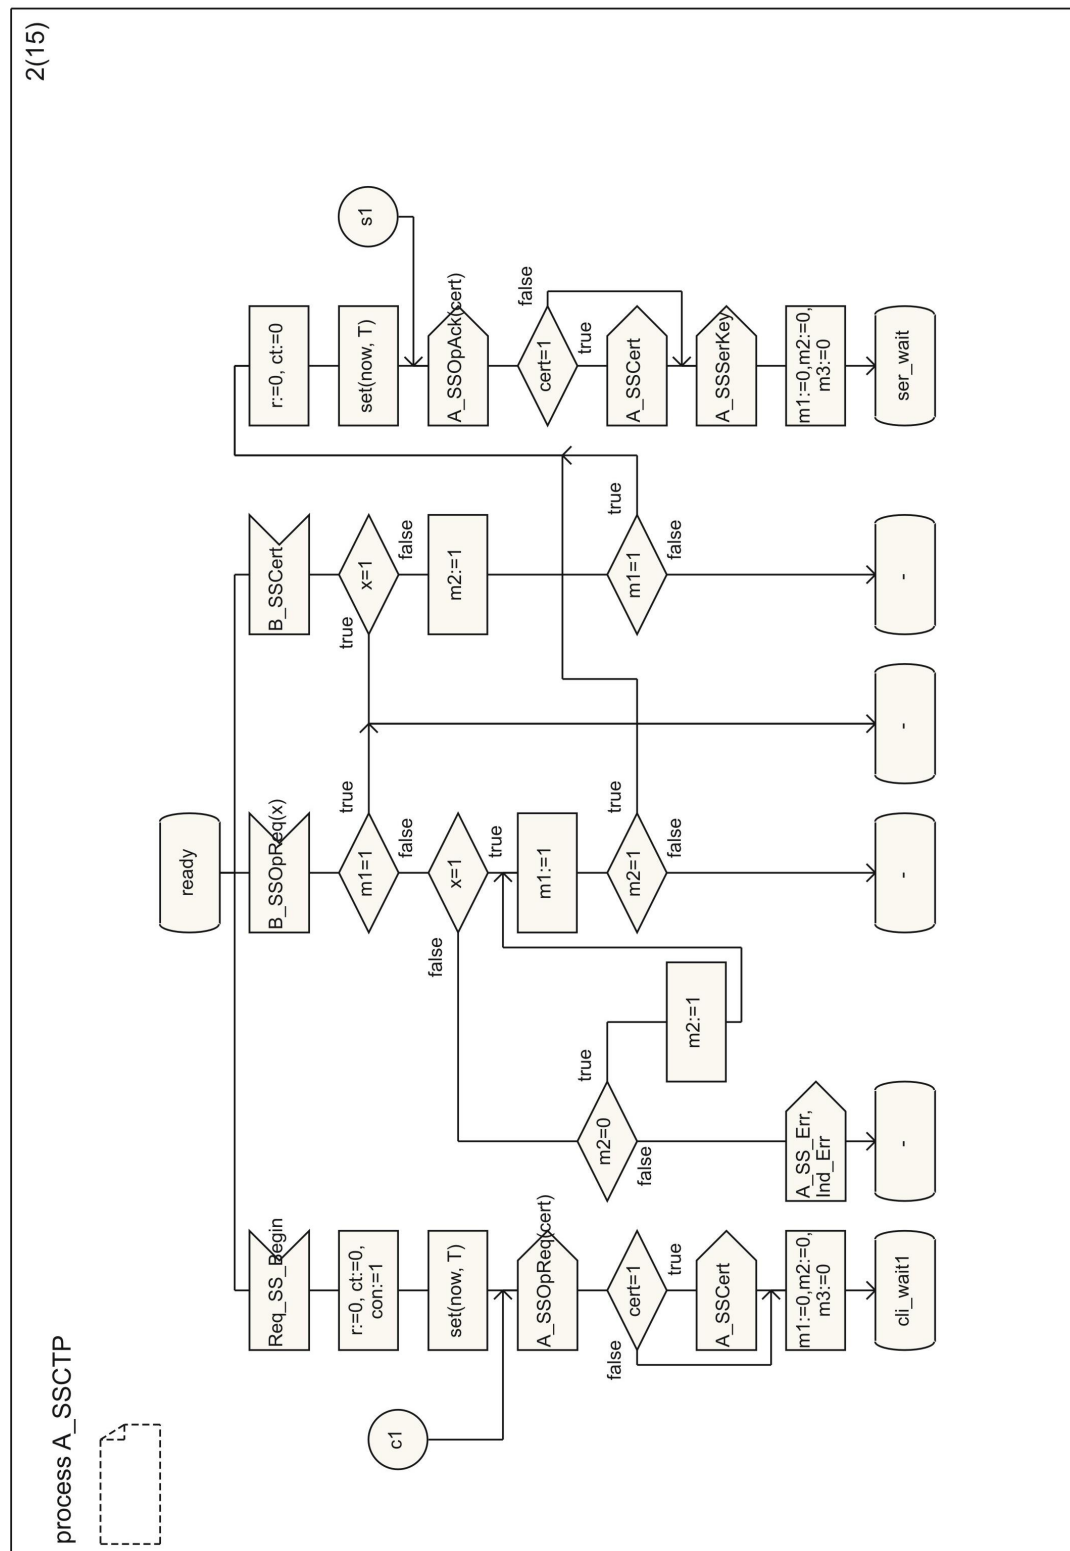 process A_SSCTP
2(15)
ready
Req_SS_Begin
r:=0, ct:=0,
con:=1
set(now, T)
c1
A_SSOpReq(cert)
cert=1
false
true
A_SSCert
m1:=0,m2:=0,
m3:=0
cli_wait1
B_SSOpReq(x)
m1=1
true
false
x=1
false
true
m2=0
true
false
m2:=1
A_SS_Err,
Ind_Err
-
m1:=1
m2=1
true
false
-
-
B_SSCert
x=1
true
false
m2:=1
m1=1
true
false
-
r:=0, ct:=0
set(now, T)
s1
A_SSOpAck(cert)
cert=1
false
true
A_SSCert
A_SSSerKey
m1:=0,m2:=0,
m3:=0
ser_wait